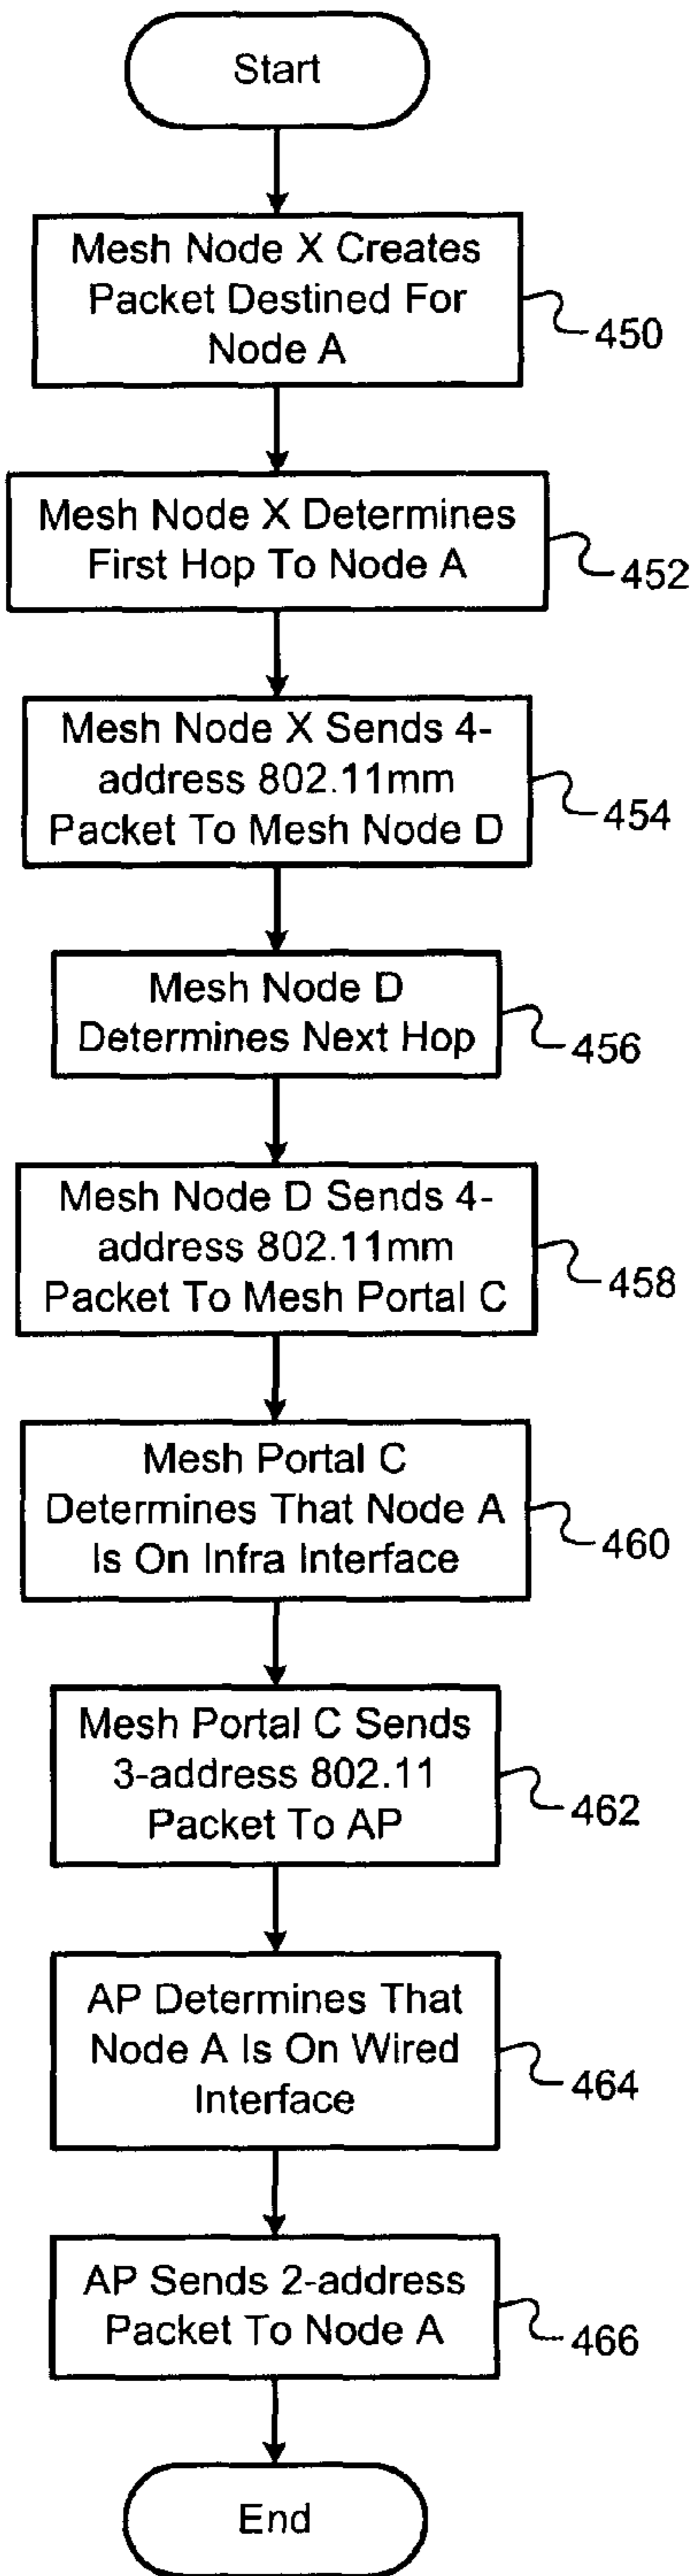 Start
Mesh Node X Creates
Packet Destined For
Node A
450
Mesh Node X Determines
First Hop To Node A
452
Mesh Node X Sends 4-
address 802.11mm
Packet To Mesh Node D
454
Mesh Node D
Determines Next Hop
456
Mesh Node D Sends 4-
address 802.11mm
Packet To Mesh Portal C
458
Mesh Portal C
Determines That Node A
Is On Infra Interface
460
Mesh Portal C Sends
3-address 802.11
Packet To AP
462
AP Determines That
Node A Is On Wired
Interface
464
AP Sends 2-address
Packet To Node A
466
End